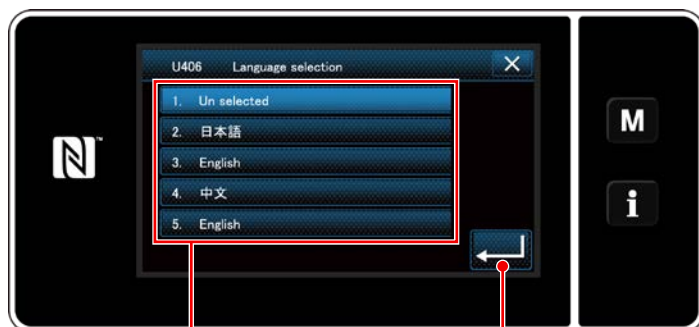 U406 Language selection
1. Un selected
2. 日本語
3. English
4. 中文
5. English
M
i